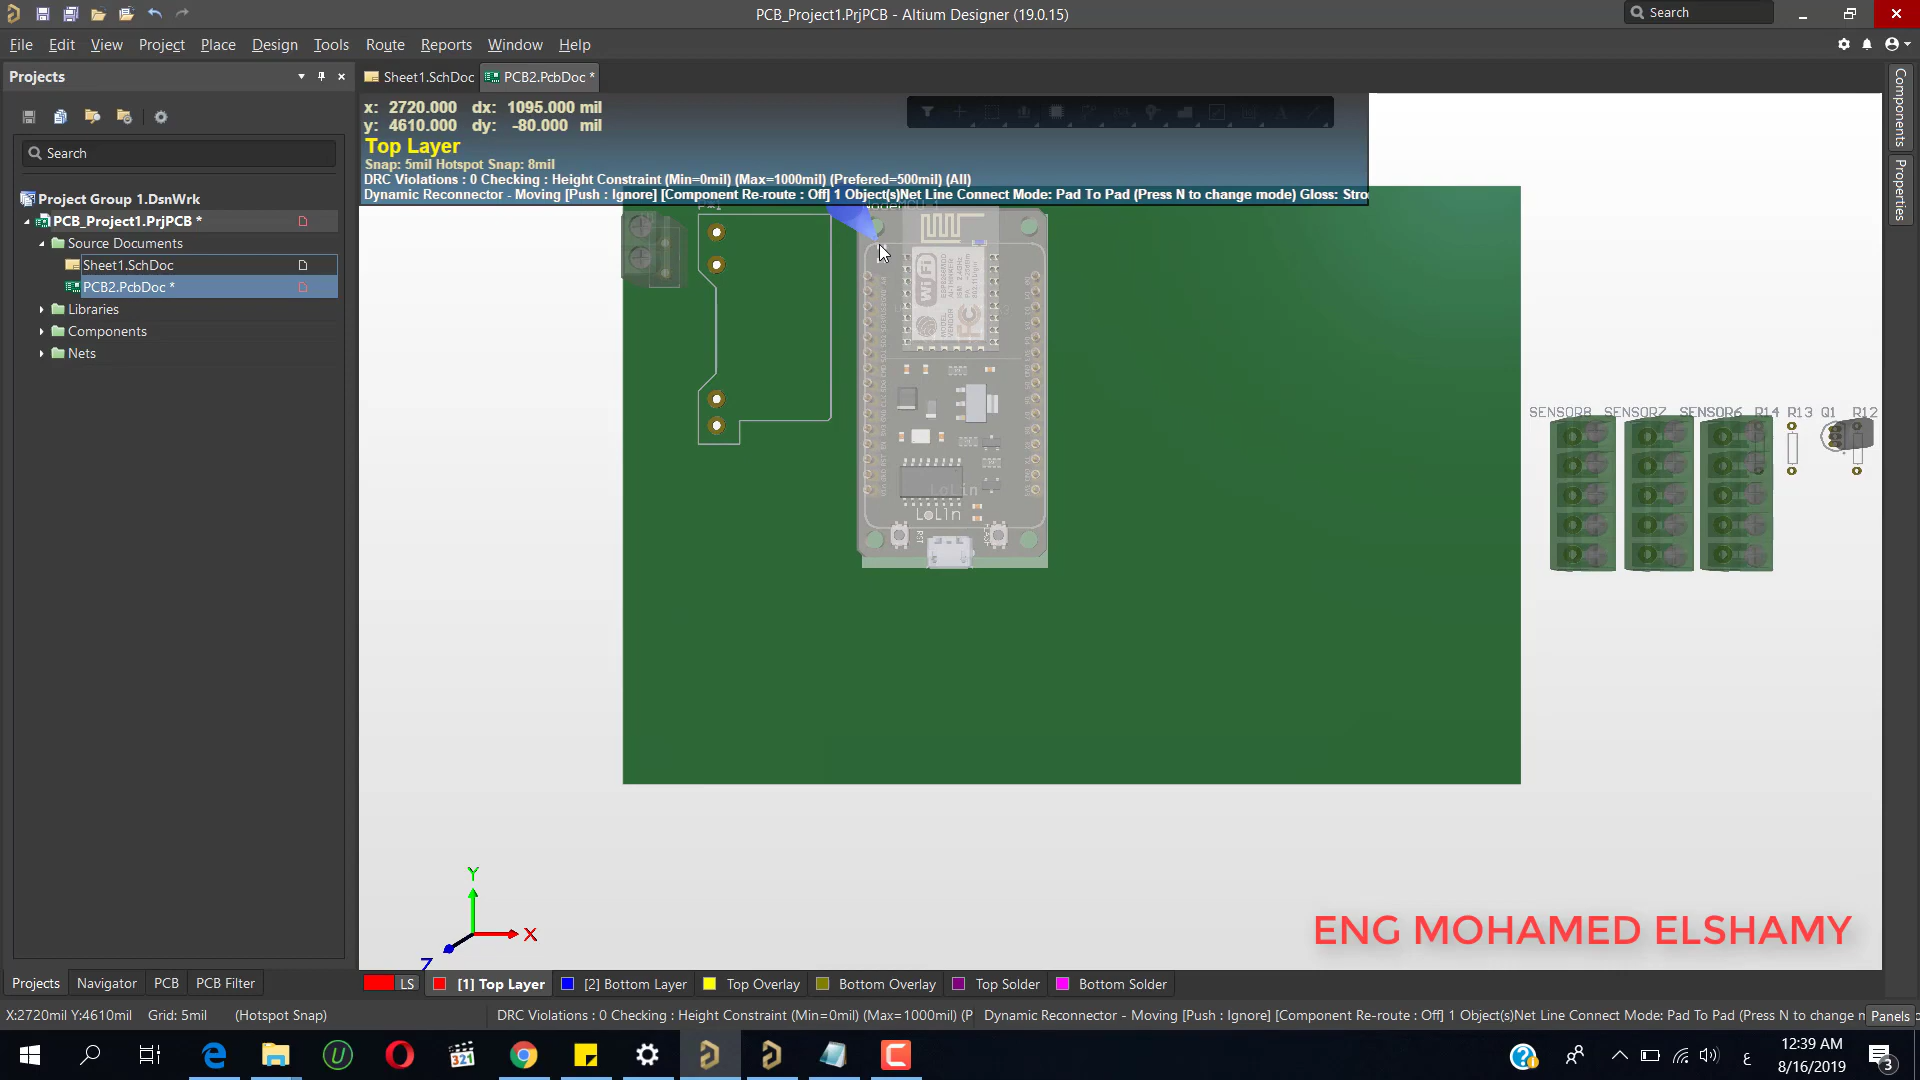 PCB_Project1.PrjPCB - Altium Designer (19.0.15)
Search
File Edit View Project Place Design Tools Route Reports Window Help
Projects
Sheet1.SchDoc
PCB2.PcbDoc *
Components
Properties
Search
Project Group 1.DsnWrk
PCB_Project1.PrjPCB *
Source Documents
Sheet1.SchDoc
PCB2.PcbDoc *
Libraries
Components
Nets
x: 2720.000 dx: 1095.000 mil
y: 4610.000 dy: -80.000 mil
Top Layer
Snap: 5mil Hotspot Snap: 8mil
DRC Violations : 0 Checking : Height Constraint (Min=0mil) (Max=1000mil) (Prefered=500mil) (All)
Dynamic Reconnector - Moving [Push : Ignore] [Component Re-route : Off] 1 Object(s)Net Line Connect Mode: Pad To Pad (Press N to change mode) Gloss: Stro
WiFi
MODEL
VENDOR
FC
LoLin
LoLin
RST
SENSOR8 SENSOR7 SENSOR6 R14 R13 Q1 R12
Y
X
Z
ENG MOHAMED ELSHAMY
Projects Navigator PCB PCB Filter
LS [1] Top Layer [2] Bottom Layer Top Overlay Bottom Overlay Top Solder Bottom Solder
X:2720mil Y:4610mil Grid: 5mil (Hotspot Snap) DRC Violations : 0 Checking : Height Constraint (Min=0mil) (Max=1000mil) (P Dynamic Reconnector - Moving [Push : Ignore] [Component Re-route : Off] 1 Object(s)Net Line Connect Mode: Pad To Pad (Press N to change Panels
321
ع
12:39 AM
8/16/2019
3